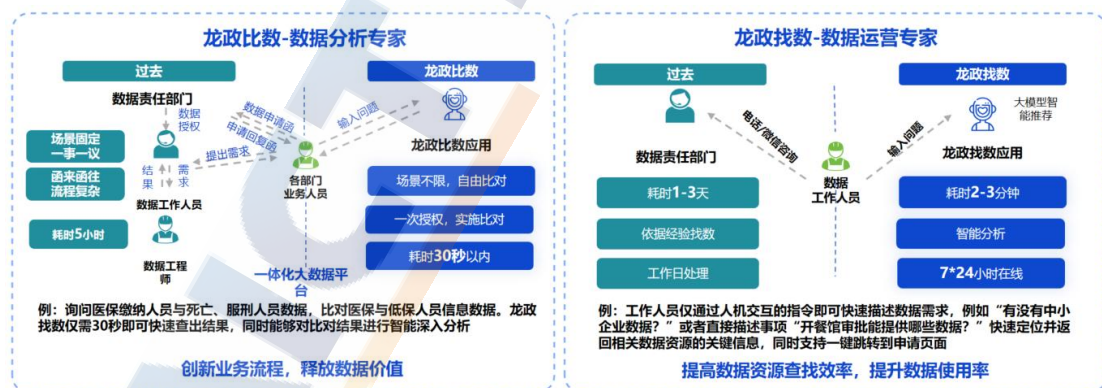 龙政比数-数据分析专家
过去
龙政比数
数据责任部门
数据
授权
场景固定
一事一议
函来函往
流程复杂
结
果
需
求
数据工作人员
耗时5小时
数据工程
师
数据申请函
申请回复函
提出需求
输入问题
各部门
业务人员
龙政比数应用
场景不限，自由比对
一次授权，实施比对
耗时30秒以内
一体化大数据平
台
例：询问医保缴纳人员与死亡、服刑人员数据，比对医保与低保人员信息数据。龙政
找数仅需30秒即可快速查出结果，同时能够对比对结果进行智能深入分析
创新业务流程，释放数据价值
龙政找数-数据运营专家
过去
龙政找数
大模型智
能推荐
电话/微信咨询
输入问题
数据责任部门
数据
工作人员
龙政找数应用
耗时1-3天
耗时2-3分钟
依据经验找数
智能分析
工作日处理
7*24小时在线
例：工作人员仅通过人机交互的指令即可快速描述数据需求，例如“有没有中小
企业数据？”或者直接描述事项“开餐馆审批能提供哪些数据？”快速定位并返
回相关数据资源的关键信息，同时支持一键跳转到申请页面
提高数据资源查找效率，提升数据使用率